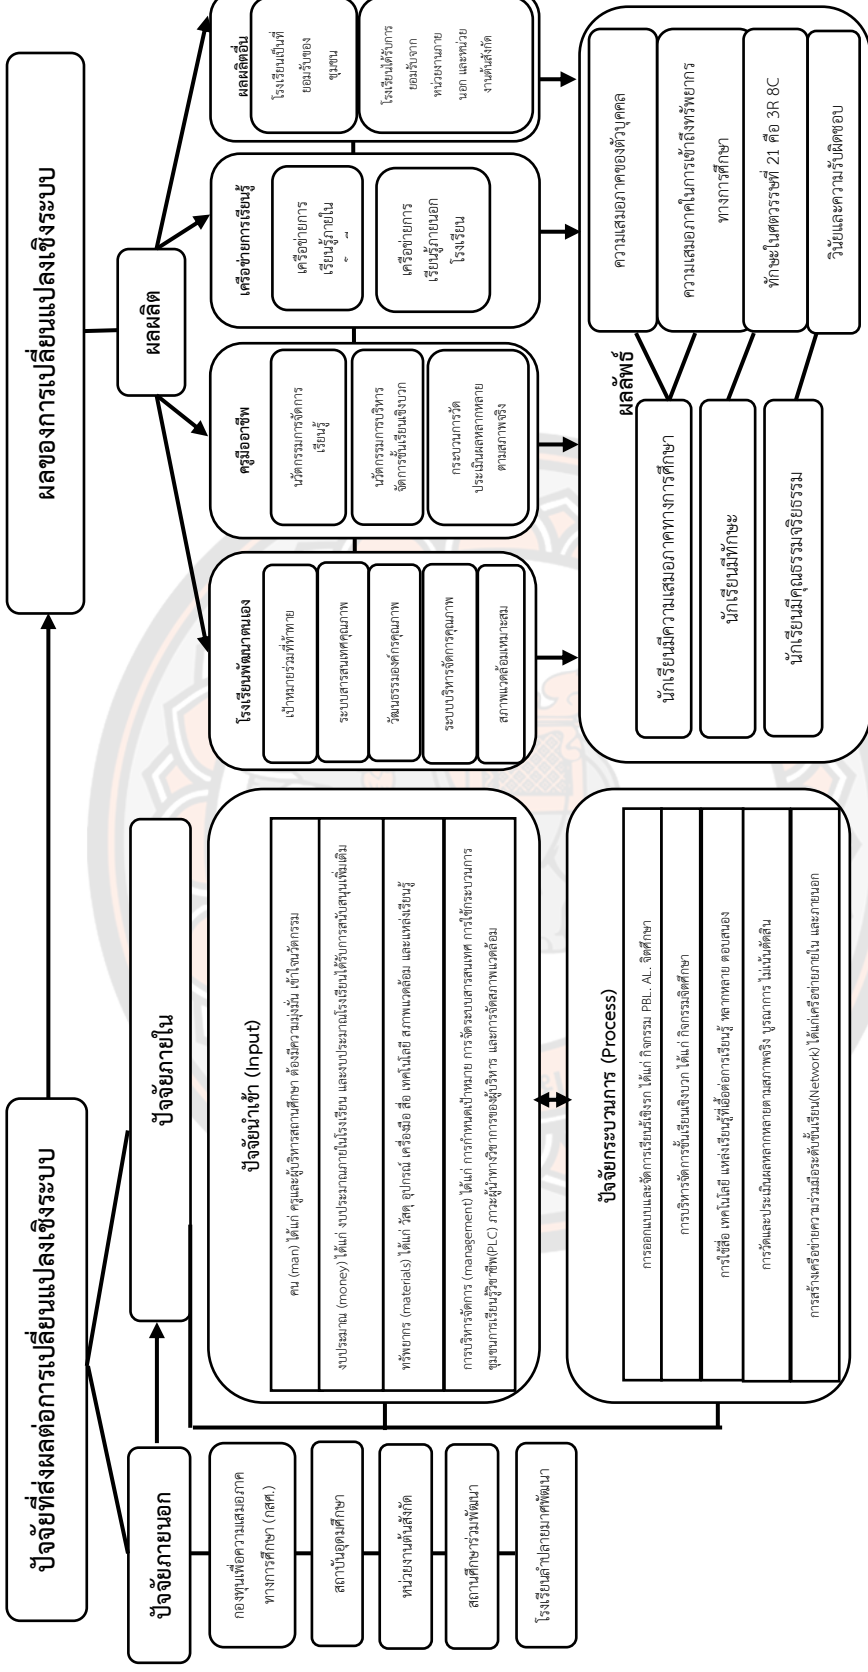 ปัจจัยที่ส่งผลต่อการเปลี่ยนแปลงเชิงระบบ
ปัจจัยภายนอก
กองทุนเพื่อความเสมอภาค
ทางการศึกษา (กสศ.)
สถาบันอุดมศึกษา
หน่วยงานต้นสังกัด
สถานศึกษาร่วมพัฒนา
โรงเรียนลำปลายมาศพัฒนา
ปัจจัยภายใน
ปัจจัยนำเข้า (Input)
คน (man) ได้แก่ ครูและผู้บริหารสถานศึกษา ต้องมีความมุ่งมั่น เข้าใจนวัตกรรม
งบประมาณ (money) ได้แก่ งบประมาณภายในโรงเรียน และงบประมาณโรงเรียนได้รับการสนับสนุนเพิ่มเติม
ทรัพยากร (materials) ได้แก่ วัสดุ อุปกรณ์ เครื่องมือ สื่อ เทคโนโลยี สภาพแวดล้อม และแหล่งเรียนรู้
การบริหารจัดการ (management) ได้แก่ การกำหนดเป้าหมาย การจัดระบบสารสนเทศ การใช้กระบวนการ
ชุมชนการเรียนรู้วิชาชีพ(PLC) ภาวะผู้นำทางวิชาการของผู้บริหาร และการจัดสภาพแวดล้อม
ปัจจัยกระบวนการ (Process)
การออกแบบและจัดการเรียนรู้เชิงรุก ได้แก่ กิจกรรม PBL. AL. จิตศึกษา
การบริหารจัดการชั้นเรียนเชิงบวก ได้แก่ กิจกรรมจิตศึกษา
การใช้สื่อ เทคโนโลยี แหล่งเรียนรู้ที่เอื้อต่อการเรียนรู้ หลากหลาย ตอบสนอง
การวัดและประเมินผลหลากหลายตามสภาพจริง บูรณาการ ไม่เน้นตัดสิน
การสร้างเครือข่ายความร่วมมือระดับชั้นเรียน(Network) ได้แก่เครือข่ายภายใน และภายนอก
ผลของการเปลี่ยนแปลงเชิงระบบ
ผลผลิต
โรงเรียนพัฒนาตนเอง
เป้าหมายร่วมที่ท้าทาย
ระบบสารสนเทศคุณภาพ
วัฒนธรรมองค์กรคุณภาพ
ระบบบริหารจัดการคุณภาพ
สภาพแวดล้อมเหมาะสม
ครูมืออาชีพ
นวัตกรรมการจัดการ
เรียนรู้
นวัตกรรมการบริหาร
จัดการชั้นเรียนเชิงบวก
กระบวนการวัด
ประเมินผลหลากหลาย
ตามสภาพจริง
เครือข่ายการเรียนรู้
เครือข่ายการ
เรียนรู้ภายใน
เครือข่ายการ
เรียนรู้ภายนอก
โรงเรียน
ผลผลิตอื่น
โรงเรียนเป็นที่
ยอมรับของ
ชุมชน
โรงเรียนได้รับการ
ยอมรับจาก
หน่วยงานภาย
นอก และหน่วย
งานต้นสังกัด
ผลลัพธ์
นักเรียนมีความเสมอภาคทางการศึกษา
นักเรียนมีทักษะ
นักเรียนมีคุณธรรมจริยธรรม
ความเสมอภาคของตัวบุคคล
ความเสมอภาคในการเข้าถึงทรัพยากร
ทางการศึกษา
ทักษะในศตวรรษที่ 21 คือ 3R 8C
วินัยและความรับผิดชอบ